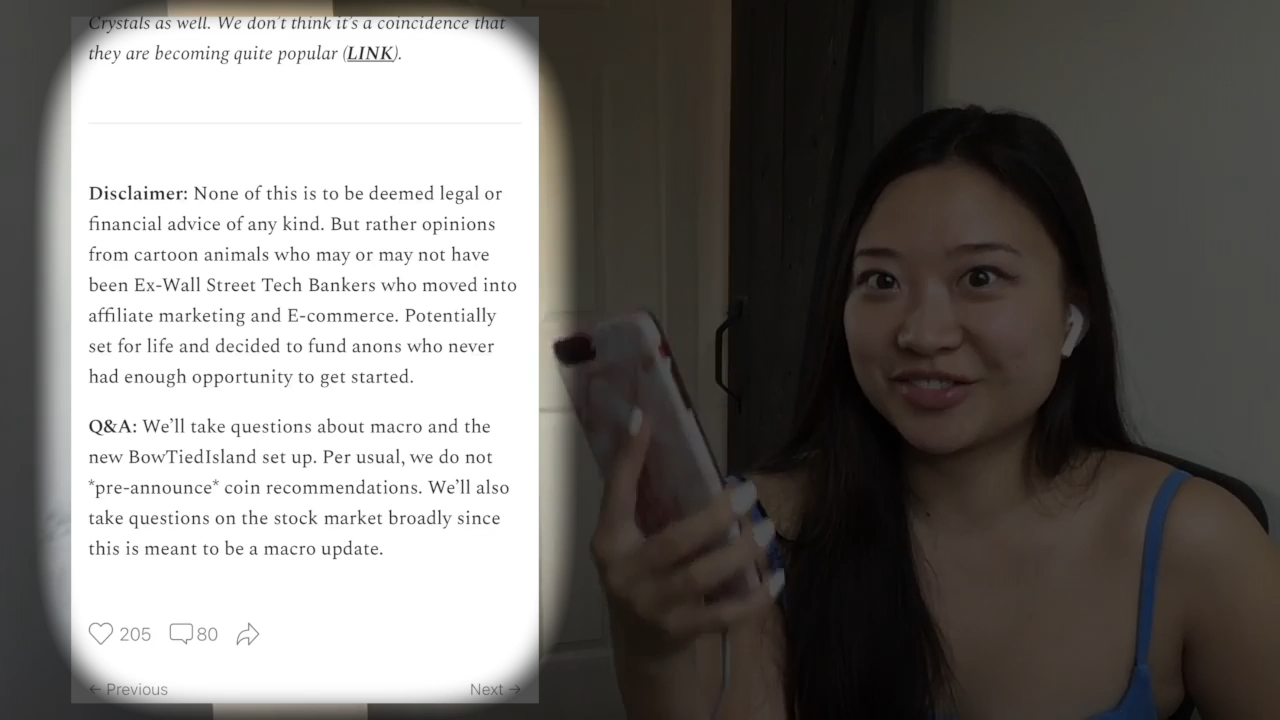 Crystals as well. We don't think it's a coincidence that
they are becoming quite popular (LINK).
Disclaimer: None of this is to be deemed legal or
financial advice of any kind. But rather opinions
from cartoon animals who may or may not have
been Ex-Wall Street Tech Bankers who moved into
affiliate marketing and E-commerce. Potentially
set for life and decided to fund anons who never
had enough opportunity to get started.
Q&A: We’ll take questions about macro and the
new BowTiedIsland set up. Per usual, we do not
*pre-announce* coin recommendations. We’ll also
take questions on the stock market broadly since
this is meant to be a macro update.
205 80
← Previous Next →